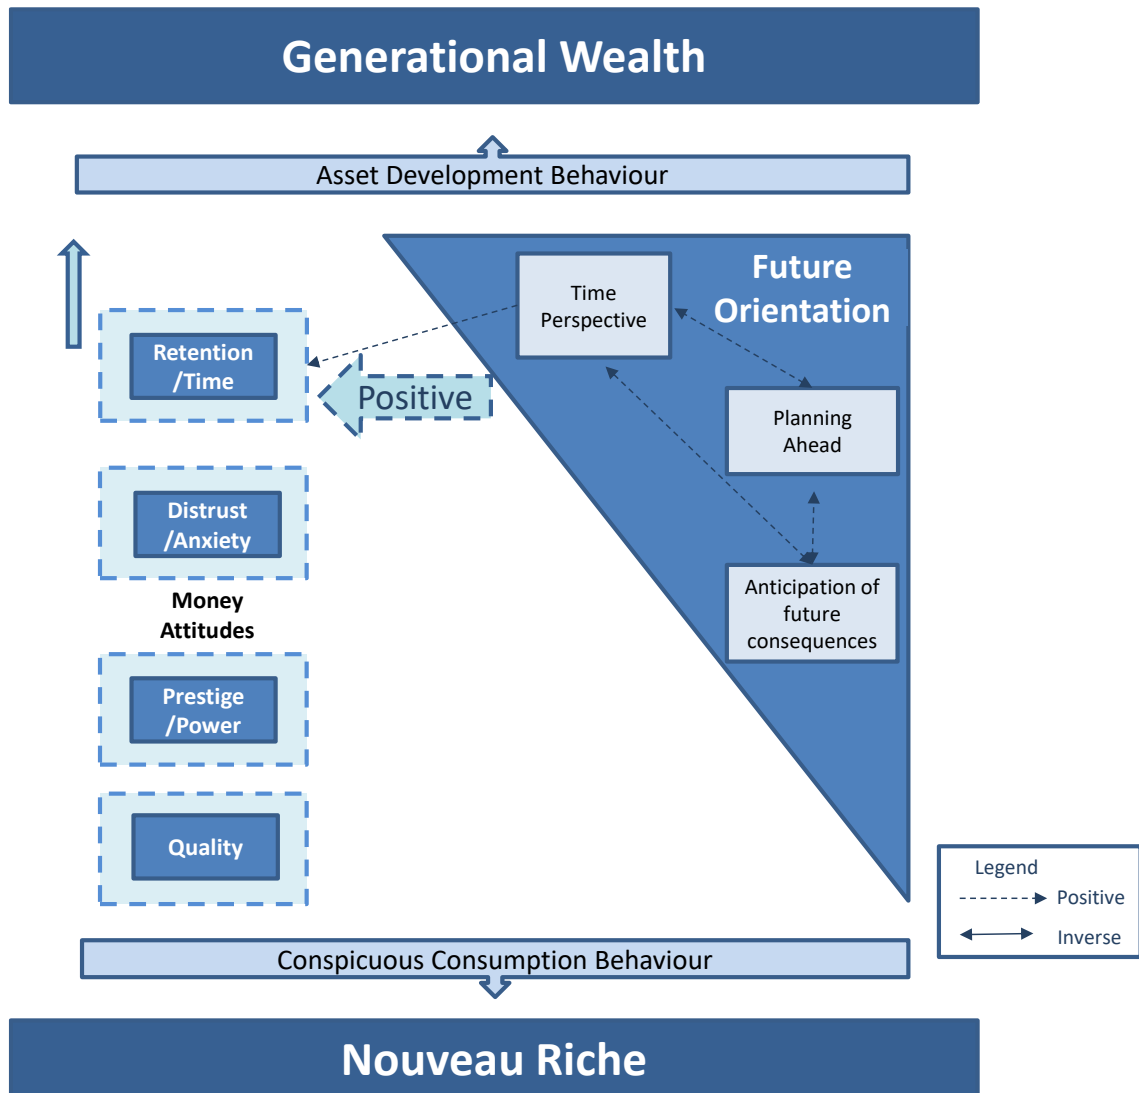 Generational Wealth
Asset Development Behaviour
Future
Orientation
Time
Perspective
Retention
/Time
Positive
Planning
Ahead
Distrust
/Anxiety
Anticipation of
future
consequences
Money
Attitudes
Prestige
/Power
Quality
Legend
Positive
Inverse
Conspicuous Consumption Behaviour
Nouveau Riche